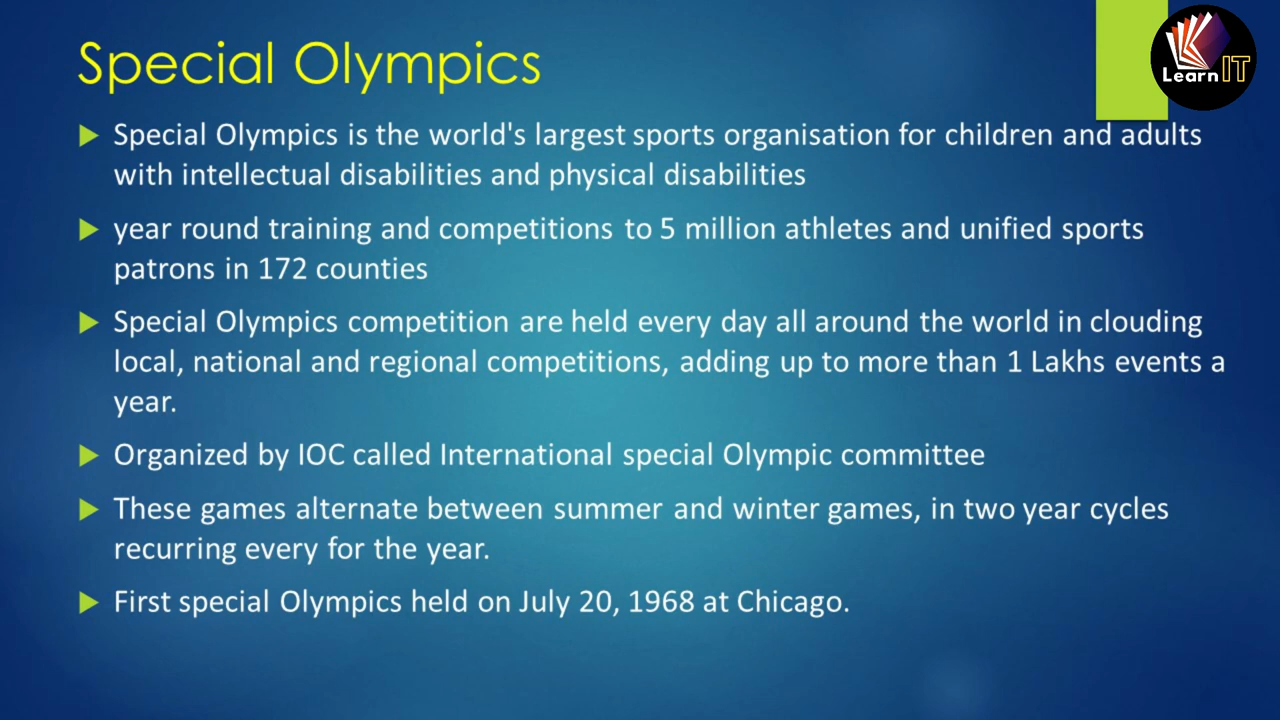 Special Olympics
LearnIT
Special Olympics is the world's largest sports organisation for children and adults
with intellectual disabilities and physical disabilities
year round training and competitions to 5 million athletes and unified sports
patrons in 172 counties
Special Olympics competition are held every day all around the world in clouding
local, national and regional competitions, adding up to more than 1 Lakhs events a
year.
Organized by IOC called International special Olympic committee
These games alternate between summer and winter games, in two year cycles
recurring every for the year.
First special Olympics held on July 20, 1968 at Chicago.